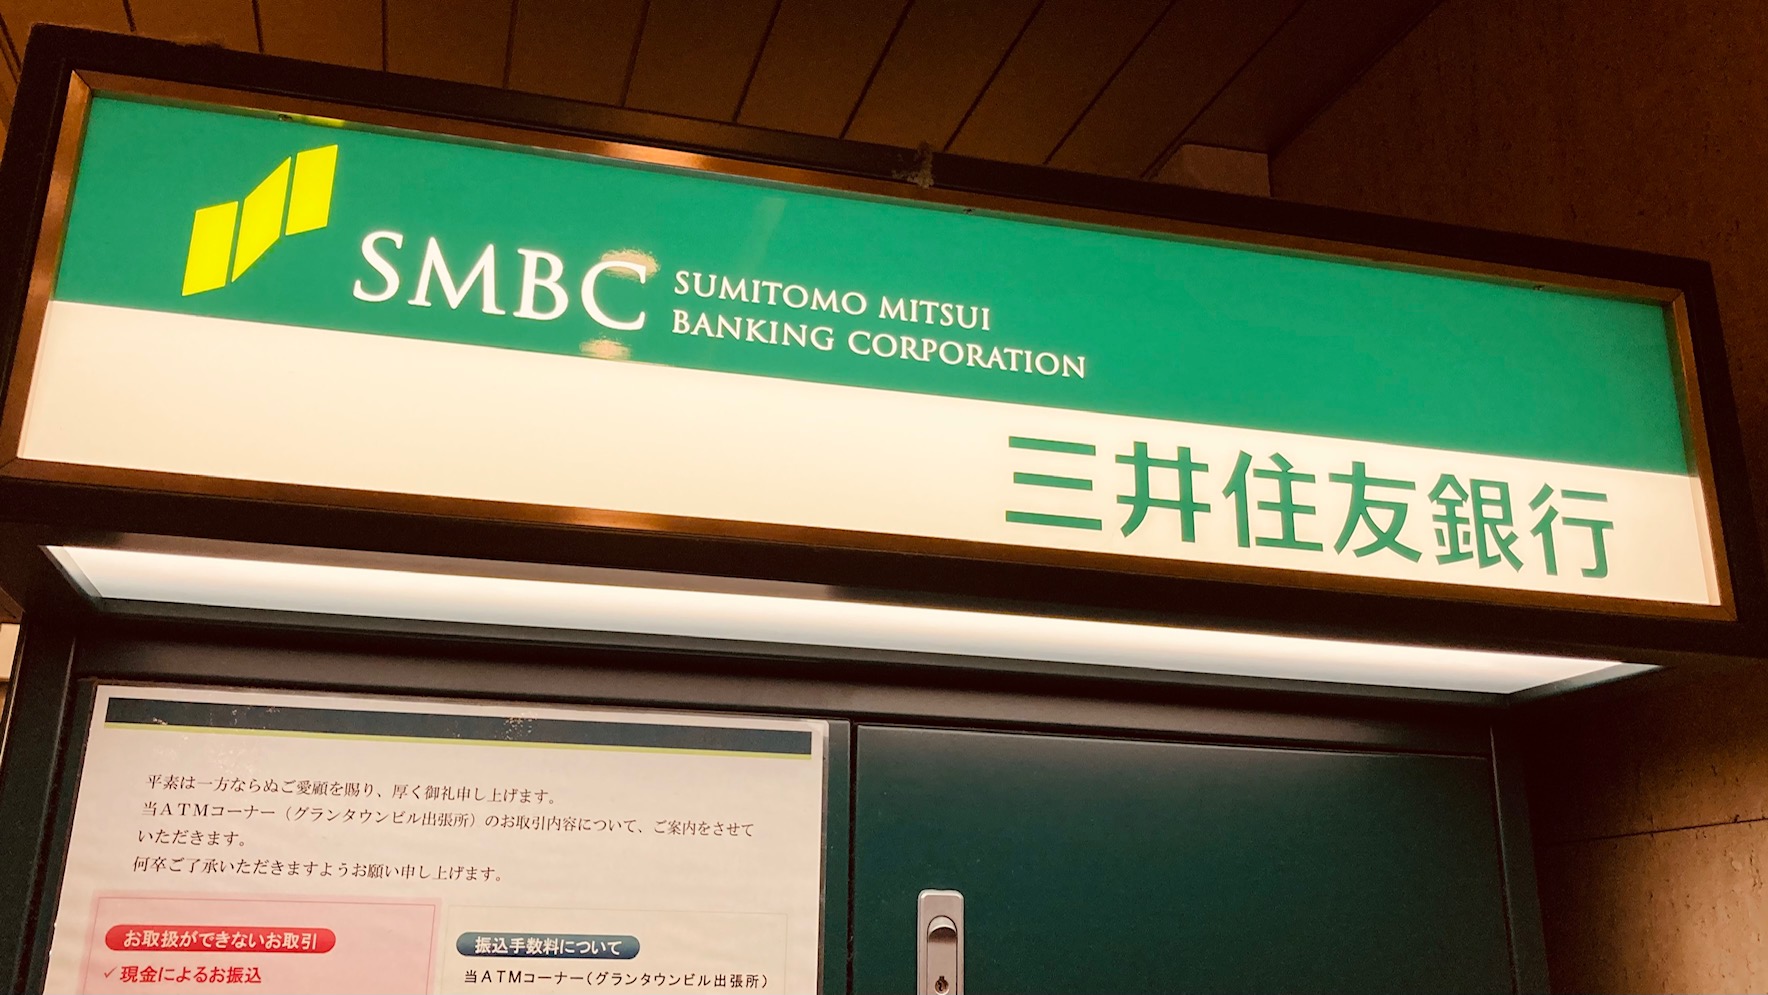 SMBC
SUMITOMO MITSUI
BANKING CORPORATION
三井住友銀行
平素は一方ならぬご愛顧を賜り、厚く御礼申し上げます。
当ATMコーナー（グランタウンビル出張所）のお取引内容について、ご案内をさせて
いただきます。
何卒ご了承いただきますようお願い申し上げます。
お取扱ができないお取引
✓現金によるお振込
振込手数料について
当ATMコーナー（グランタウンビル出張所）